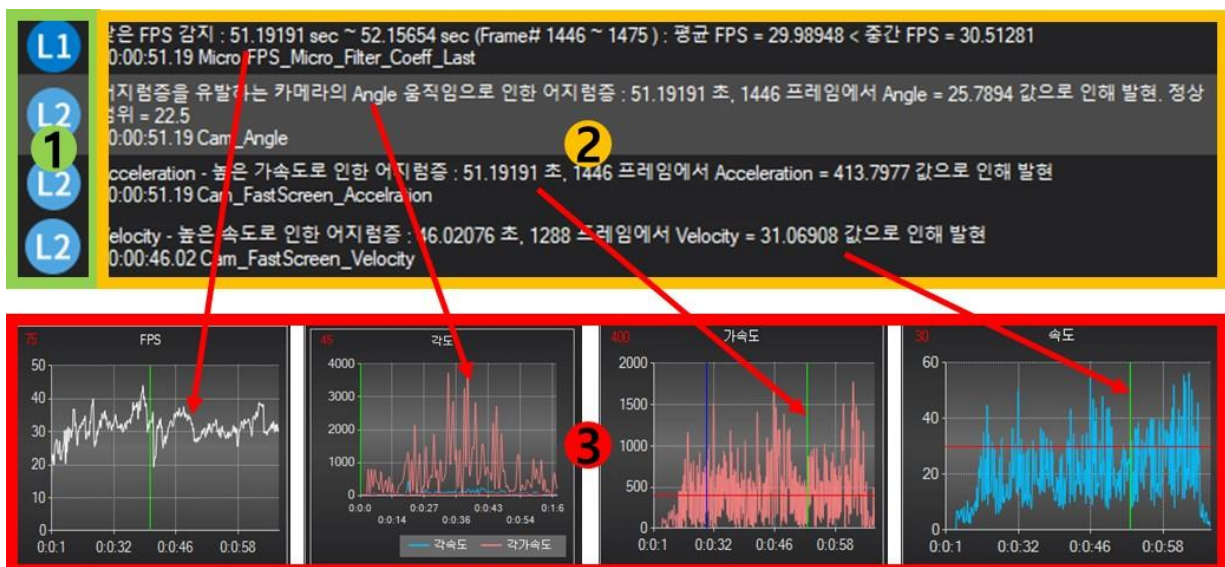 L1
은 FPS 감지 : 51.19191 sec ~ 52.15654 sec (Frame# 1446 ~ 1475 ) : 평균 FPS = 29.98948 < 중간 FPS = 30.51281
0:00:51.19 Micro_FPS_Micro_Filter_Coeff_Last
L2
어지럼증을 유발하는 카메라의 Angle 움직임으로 인한 어지럼증 : 51.19191 초, 1446 프레임에서 Angle = 25.7894 값으로 인해 발현. 정상
범위 = 22.5
0:00:51.19 Cam_Angle
1
2
L2
Acceleration - 높은 가속도로 인한 어지럼증 : 51.19191 초, 1446 프레임에서 Acceleration = 413.7977 값으로 인해 발현
0:00:51.19 Cam_FastScreen_Accelration
L2
Velocity - 높은 속도로 인한 어지럼증 : 46.02076 초, 1288 프레임에서 Velocity = 31.06908 값으로 인해 발현
0:00:46.02 Cam_FastScreen_Velocity
75
FPS
50
40
30
20
10
0
0:0:1 0:0:32 0:0:46 0:0:58
45
각도
4000
3000
2000
1000
0
0:0:0 0:0:27 0:0:43 0:1:6
0:0:14 0:0:36 0:0:54
각속도 각가속도
3
400
가속도
2000
1500
1000
500
0
0:0:1 0:0:32 0:0:46 0:0:58
30
속도
60
40
20
0
0:0:1 0:0:32 0:0:46 0:0:58